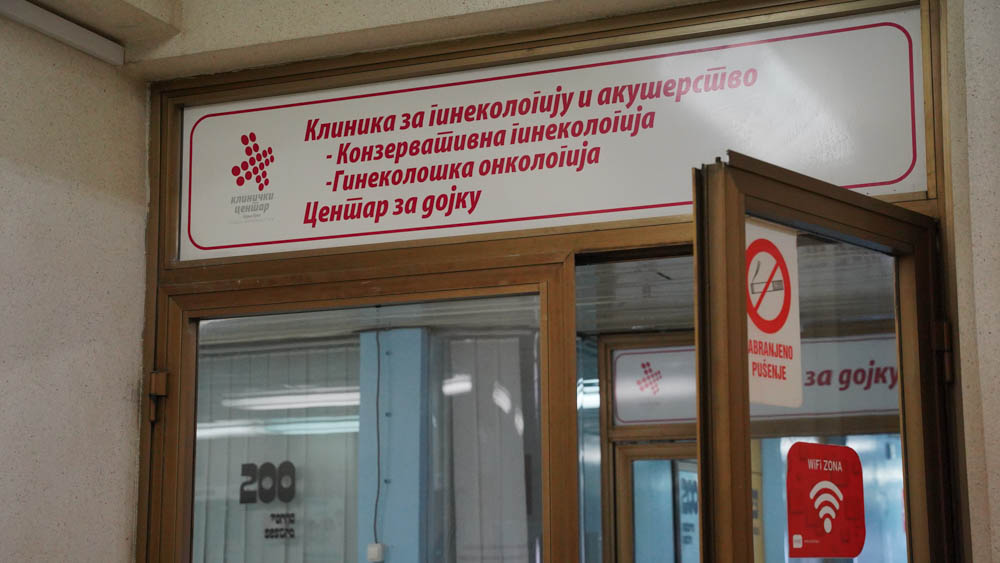 Клиника за гинекологију и акушерство
- Конзервативна гинекологија
-Гинеколошка онкологија
Центар за дојку
клинички
центар
ABRANJENO
PUŠENJE
за дојку
WiFi ZONA
200
200